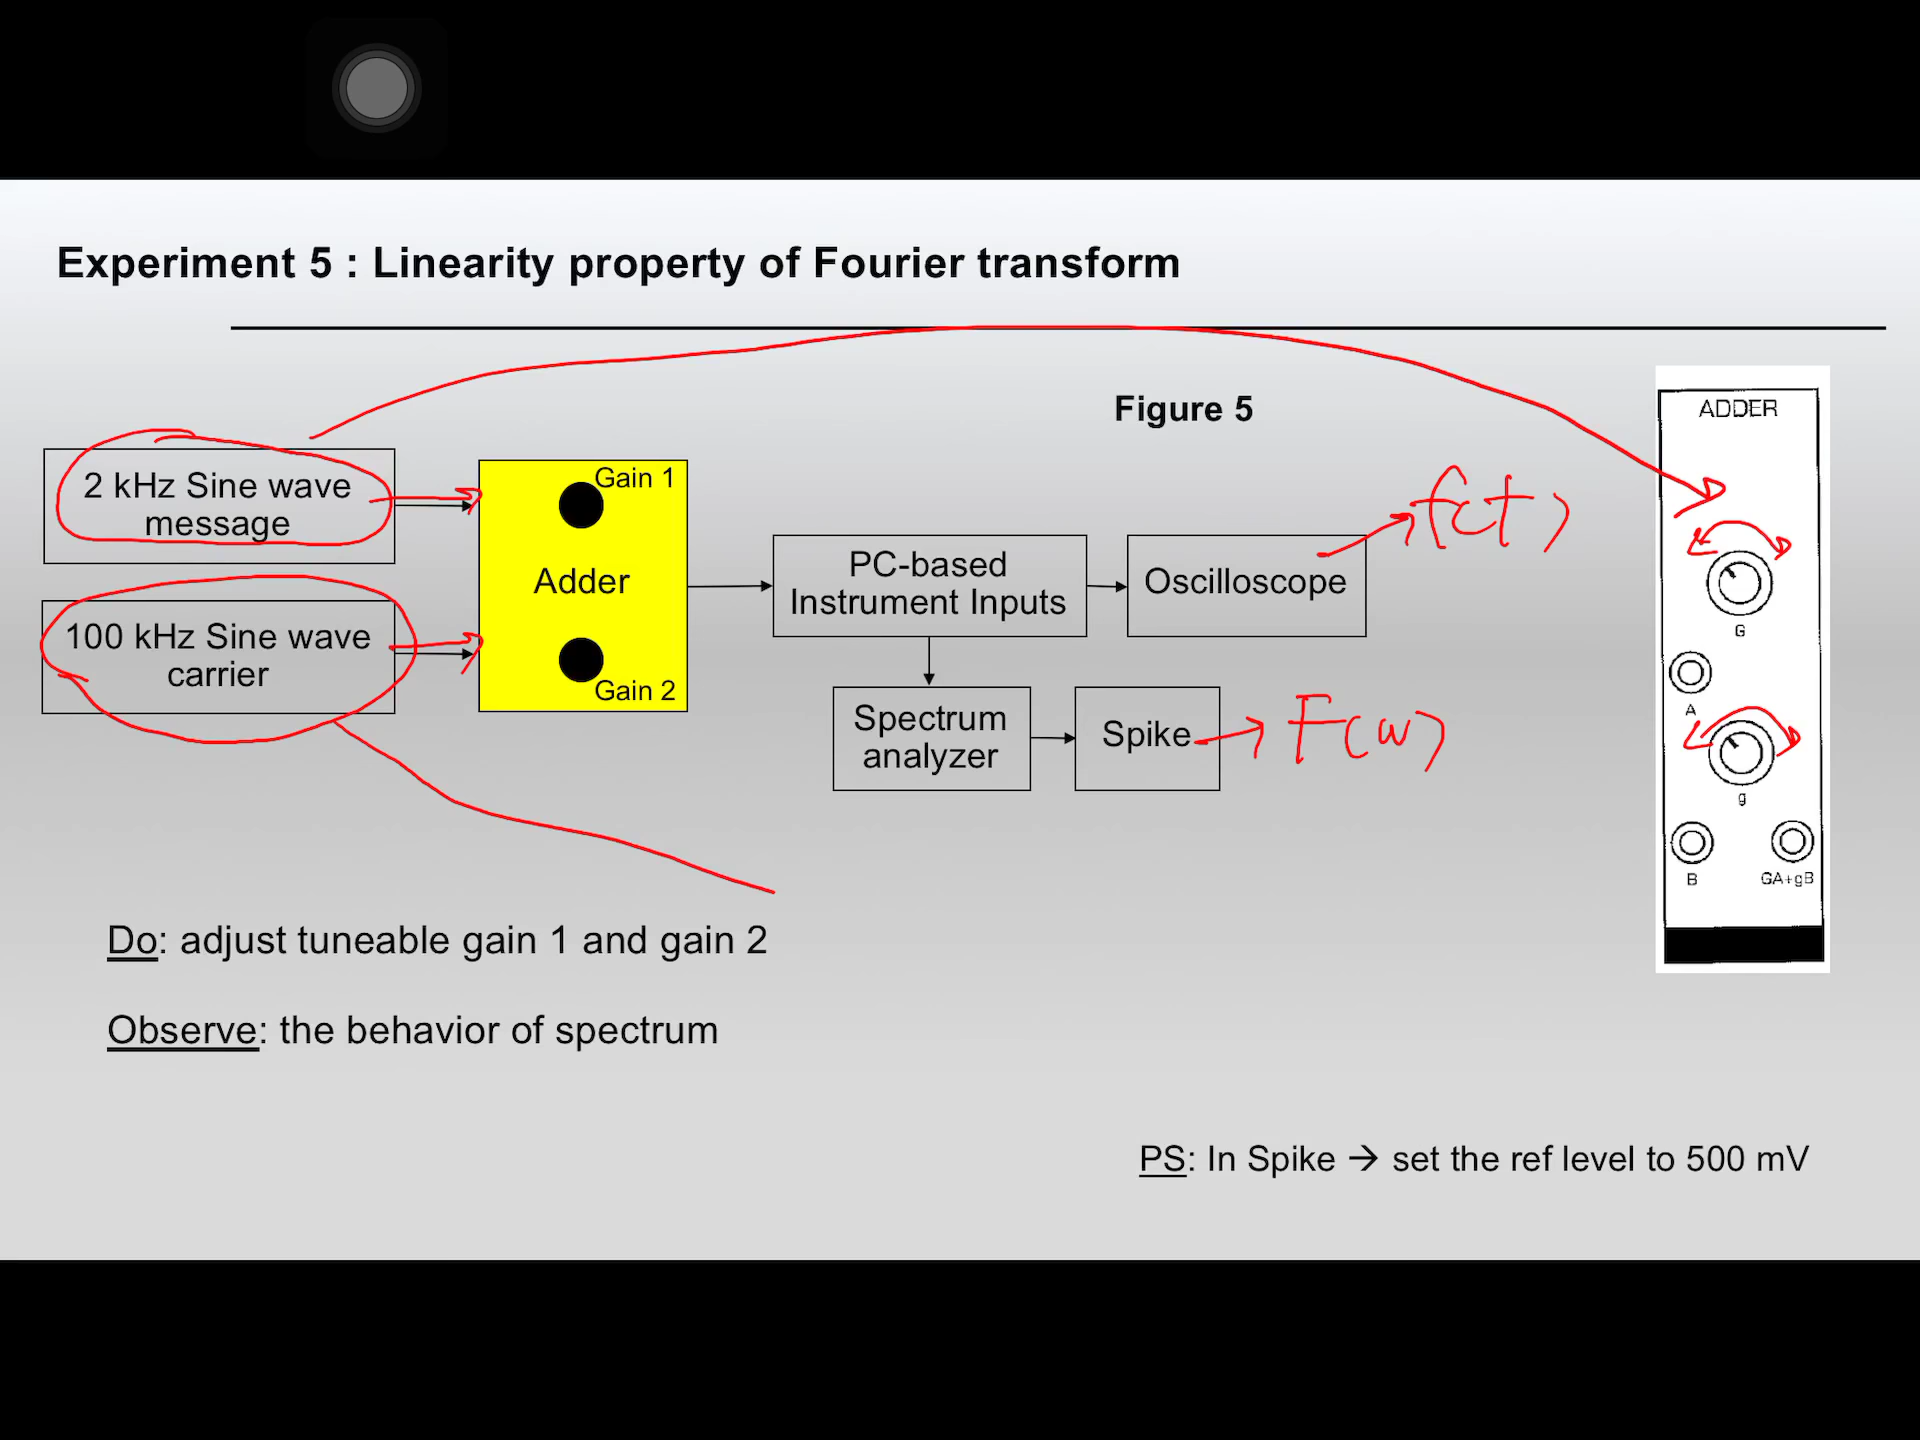 Experiment 5 : Linearity property of Fourier transform
Figure 5
2 kHz Sine wave
message
100 kHz Sine wave
carrier
Gain 1
Adder
Gain 2
PC-based
Instrument Inputs
Oscilloscope
f(t)
Spectrum
analyzer
Spike
F(w)
ADDER
G
A
g
B
GA+gB
Do: adjust tuneable gain 1 and gain 2
Observe: the behavior of spectrum
PS: In Spike → set the ref level to 500 mV